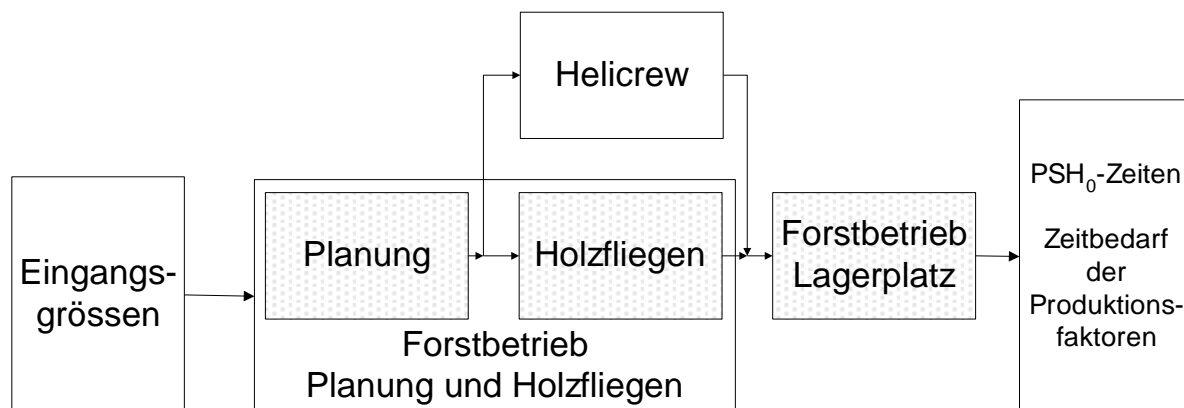 Helicrew
Eingangs-
grössen
Planung
Holzfliegen
Forstbetrieb
Planung und Holzfliegen
Forstbetrieb
Lagerplatz
PSH₀-Zeiten
Zeitbedarf
der
Produktions-
faktoren